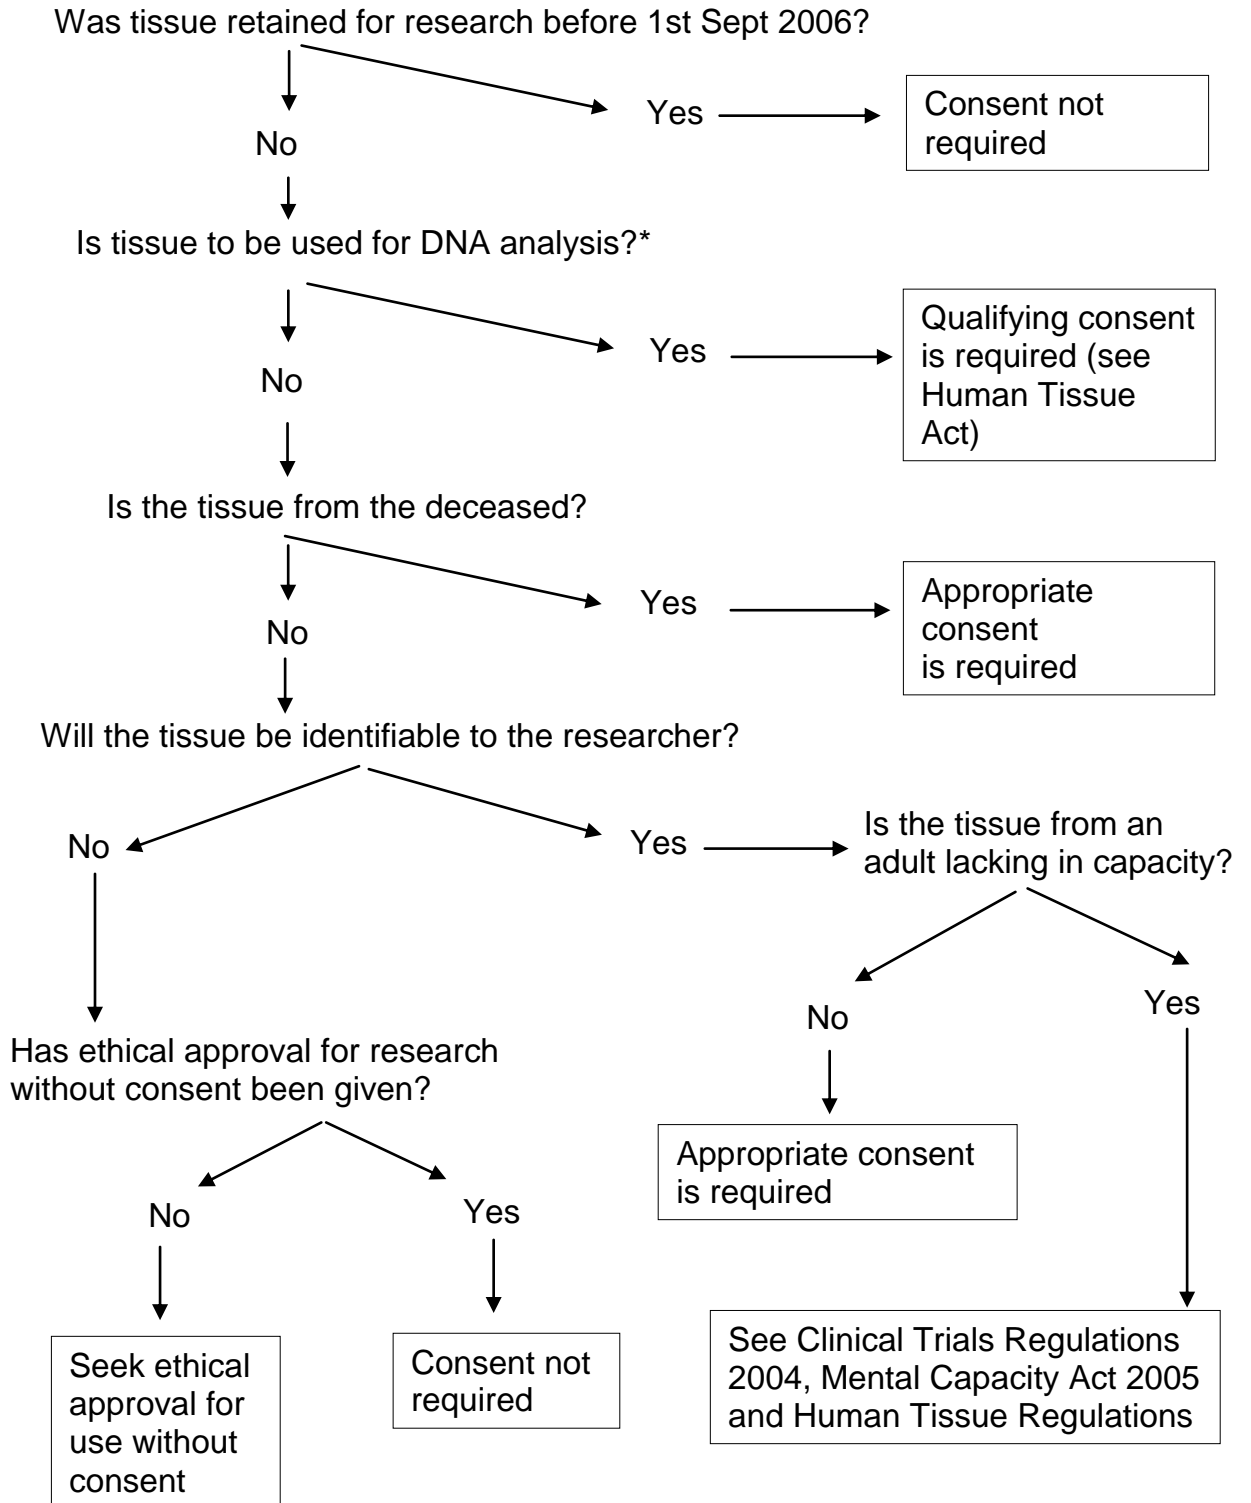 Was tissue retained for research before 1st Sept 2006?
Yes
Consent not
required
No
Is tissue to be used for DNA analysis?*
Yes
Qualifying consent
is required (see
Human Tissue
Act)
No
Is the tissue from the deceased?
Yes
Appropriate
consent
is required
No
Will the tissue be identifiable to the researcher?
No
Yes
Is the tissue from an
adult lacking in capacity?
No
Yes
Has ethical approval for research
without consent been given?
Appropriate consent
is required
No
Yes
Seek ethical
approval for
use without
consent
Consent not
required
See Clinical Trials Regulations
2004, Mental Capacity Act 2005
and Human Tissue Regulations